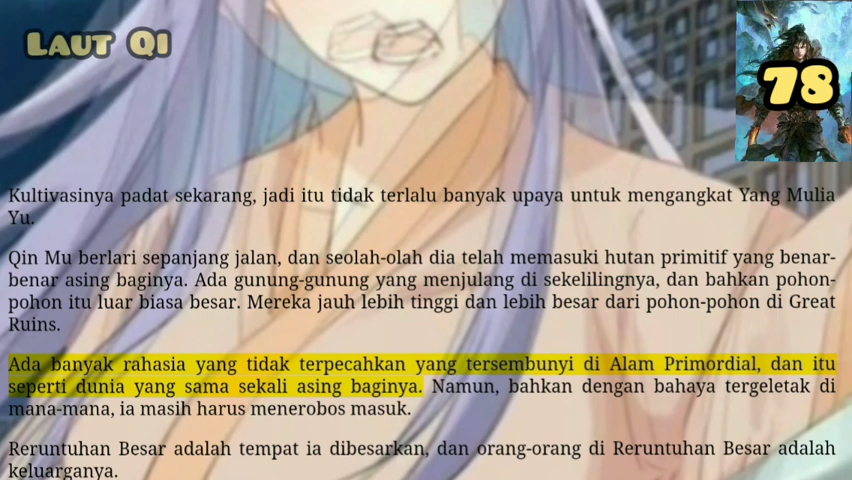 Laut Qi
78
Kultivasinya padat sekarang, jadi itu tidak terlalu banyak upaya untuk mengangkat Yang Mulia
Yu.
Qin Mu berlari sepanjang jalan, dan seolah-olah dia telah memasuki hutan primitif yang benar-
benar asing baginya. Ada gunung-gunung yang menjulang di sekelilingnya, dan bahkan pohon-
pohon itu luar biasa besar. Mereka jauh lebih tinggi dan lebih besar dari pohon-pohon di Great
Ruins.
Ada banyak rahasia yang tidak terpecahkan yang tersembunyi di Alam Primordial, dan itu
seperti dunia yang sama sekali asing baginya. Namun, bahkan dengan bahaya tergeletak di
mana-mana, ia masih harus menerobos masuk.
Reruntuhan Besar adalah tempat ia dibesarkan, dan orang-orang di Reruntuhan Besar adalah
keluarganya.